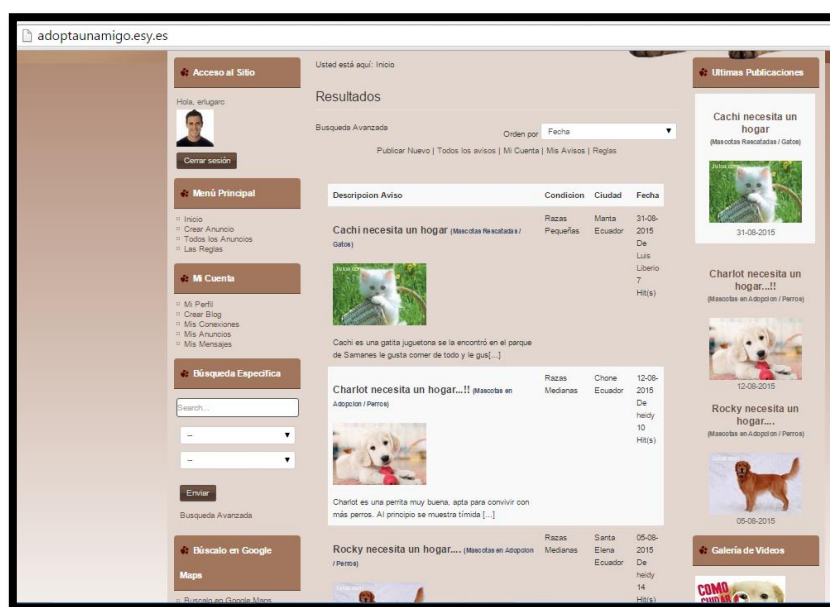 adoptaunamigo.esy.es
Acceso al Sitio
Hola, erlugarc
Cerrar sesión
Menú Principal
Inicio
Crear Anuncio
Todos los Anuncios
Las Reglas
Mi Cuenta
Mi Perfil
Crear Blog
Mis Conexiones
Mis Anuncios
Mis Mensajes
Búsqueda Especifica
Search...
--
--
Enviar
Busqueda Avanzada
Búscalo en Google
Maps
Buscalo en Google Maps
Usted está aquí: Inicio
Resultados
Busqueda Avanzada
Orden por Fecha
Publicar Nuevo | Todos los avisos | Mi Cuenta | Mis Avisos | Reglas
Descripcion Aviso Condicion Ciudad Fecha
Cachi necesita un hogar (Mascotas Rescatadas /
Gatos)
Cachi es una gatita juguetona se la encontró en el parque
de Samanes le gusta comer de todo y le gus[...]
Razas
Pequeñas
Manta
Ecuador
31-08-
2015
De
Luis
Liberio
7
Hit(s)
Charlot necesita un hogar...!! (Mascotas en
Adopcion / Perros)
Charlot es una perrita muy buena, apta para convivir con
más perros. Al principio se muestra tímida [...]
Razas
Medianas
Chone
Ecuador
12-08-
2015
De
heidy
10
Hit(s)
Rocky necesita un hogar.... (Mascotas en Adopcion
/ Perros)
Razas
Medianas
Santa
Elena
Ecuador
05-08-
2015
De
heidy
14
Hit(s)
Ultimas Publicaciones
Cachi necesita un
hogar
(Mascotas Rescatadas / Gatos)
31-08-2015
Charlot necesita un
hogar...!!
(Mascotas en Adopcion / Perros)
12-08-2015
Rocky necesita un
hogar....
(Mascotas en Adopcion / Perros)
05-08-2015
Galería de Videos
COMO
CUIDAR